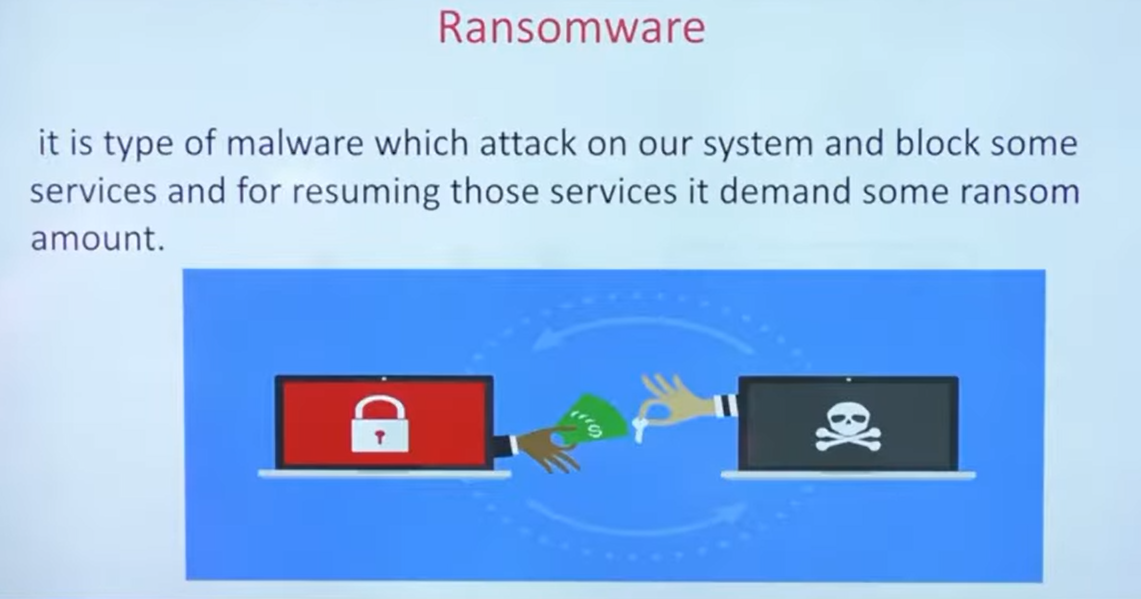 Ransomware
it is type of malware which attack on our system and block some
services and for resuming those services it demand some ransom
amount.
$